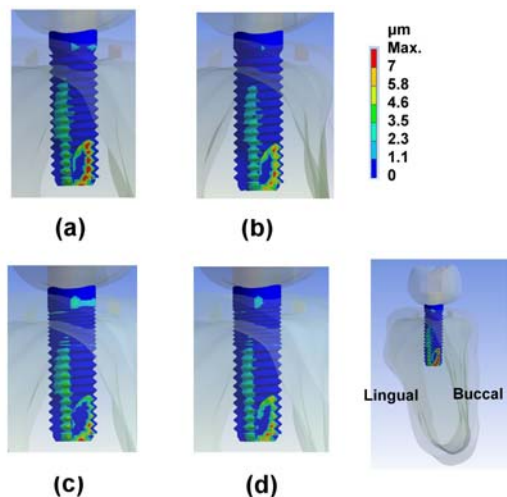 µm
Max.
7
5.8
4.6
3.5
2.3
1.1
0
(a)
(b)
Lingual
Buccal
(c)
(d)